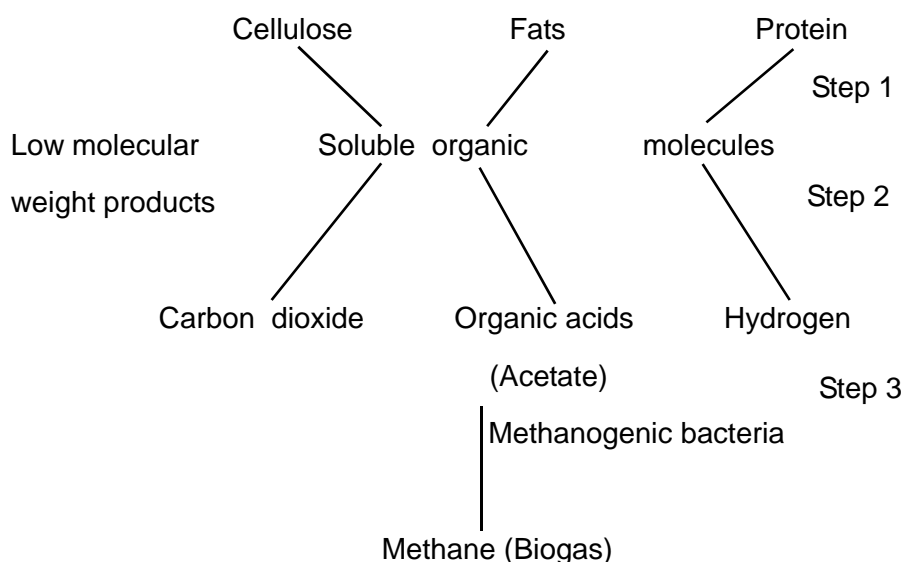 Cellulose Fats Protein
Step 1
Low molecular Soluble organic molecules
weight products Step 2
Carbon dioxide Organic acids Hydrogen
(Acetate) Step 3
Methanogenic bacteria
Methane (Biogas)